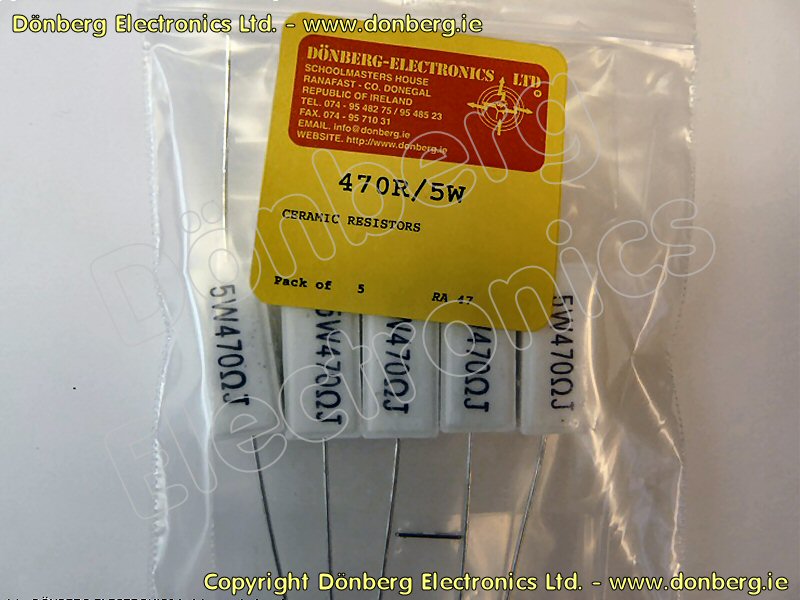 Dönberg Electronics Ltd. - www.donberg.ie
DÖNBERG-ELECTRONICS LTD
SCHOOLMASTERS HOUSE
RANAFAST - CO. DONEGAL
REPUBLIC OF IRELAND
TEL. 074 - 95 482 75 / 95 485 23
FAX. 074 - 95 710 31
EMAIL. info@donberg.ie
WEBSITE. http://www.donberg.ie
470R/5W
CERAMIC RESISTORS
Pack of 5 RA 47
5W470ΩJ
5W470ΩJ
W470ΩJ
W470ΩJ
5W470ΩJ
Dönberg
Electronics
Copyright Dönberg Electronics Ltd. - www.donberg.ie